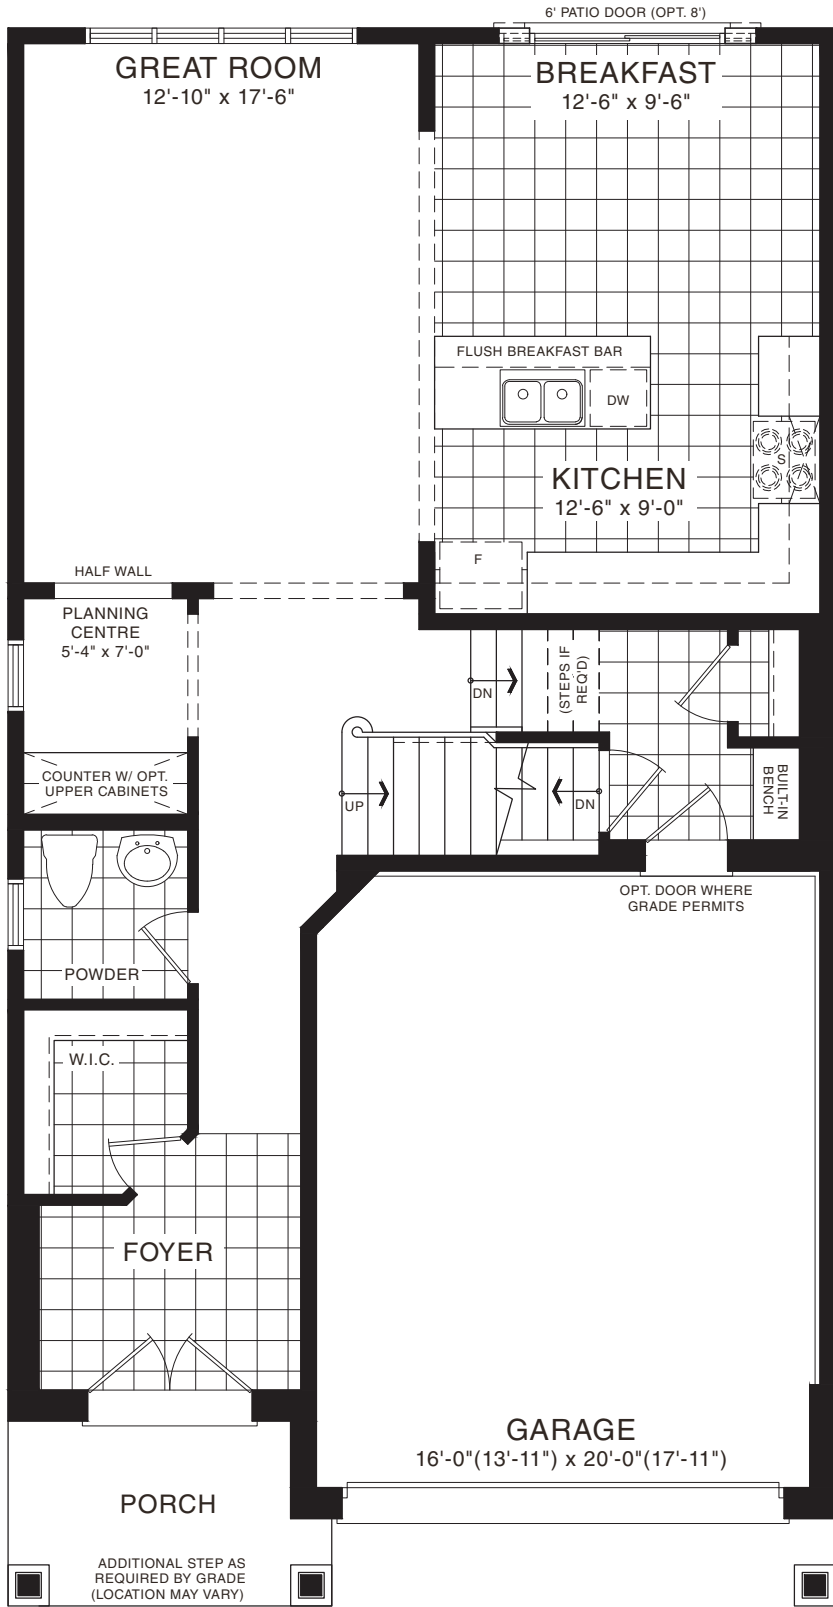 6' PATIO DOOR (OPT. 8')
GREAT ROOM
12'-10" x 17'-6"
BREAKFAST
12'-6" x 9'-6"
FLUSH BREAKFAST BAR
DW
S
KITCHEN
12'-6" x 9'-0"
F
HALF WALL
PLANNING
CENTRE
5'-4" x 7'-0"
(STEPS IF
REQ'D)
DN
COUNTER W/ OPT.
UPPER CABINETS
UP
DN
BUILT-IN
BENCH
OPT. DOOR WHERE
GRADE PERMITS
POWDER
W.I.C.
FOYER
GARAGE
16'-0"(13'-11") x 20'-0"(17'-11")
PORCH
ADDITIONAL STEP AS
REQUIRED BY GRADE
(LOCATION MAY VARY)